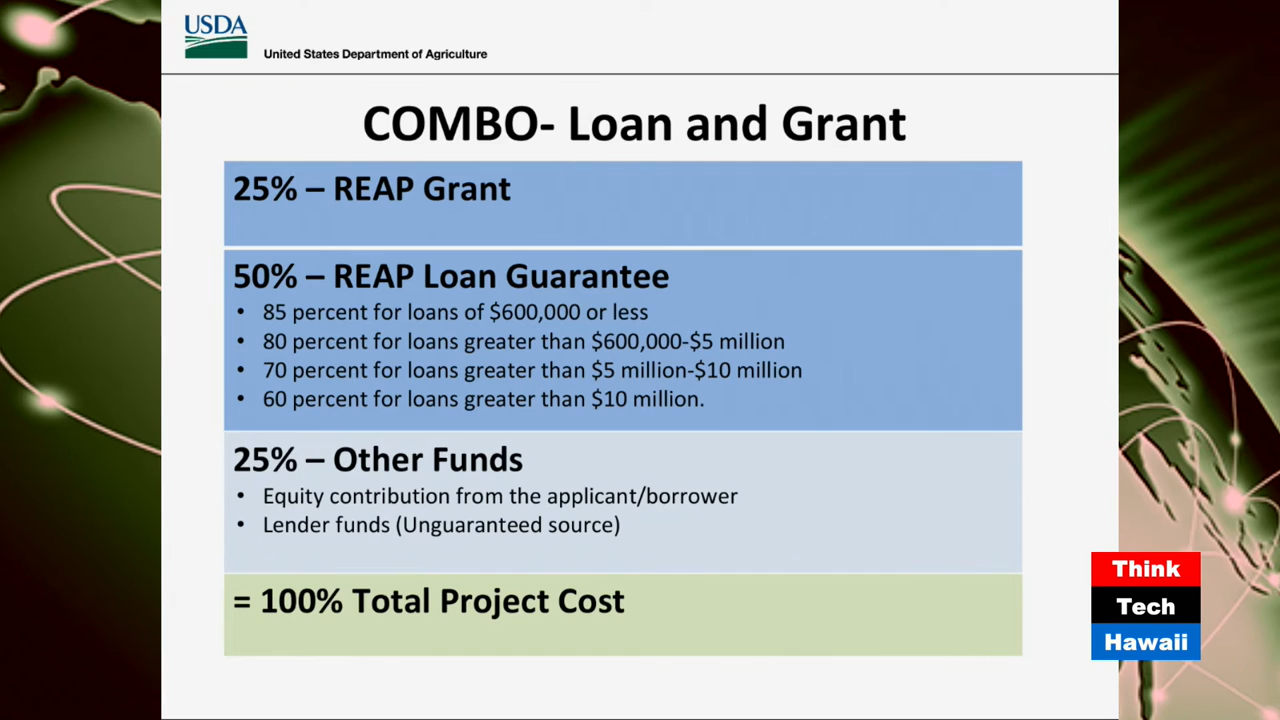 USDA
United States Department of Agriculture
COMBO- Loan and Grant
25% – REAP Grant
50% – REAP Loan Guarantee
• 85 percent for loans of $600,000 or less
• 80 percent for loans greater than $600,000-$5 million
• 70 percent for loans greater than $5 million-$10 million
• 60 percent for loans greater than $10 million.
25% – Other Funds
• Equity contribution from the applicant/borrower
• Lender funds (Unguaranteed source)
= 100% Total Project Cost
Think
Tech
Hawaii